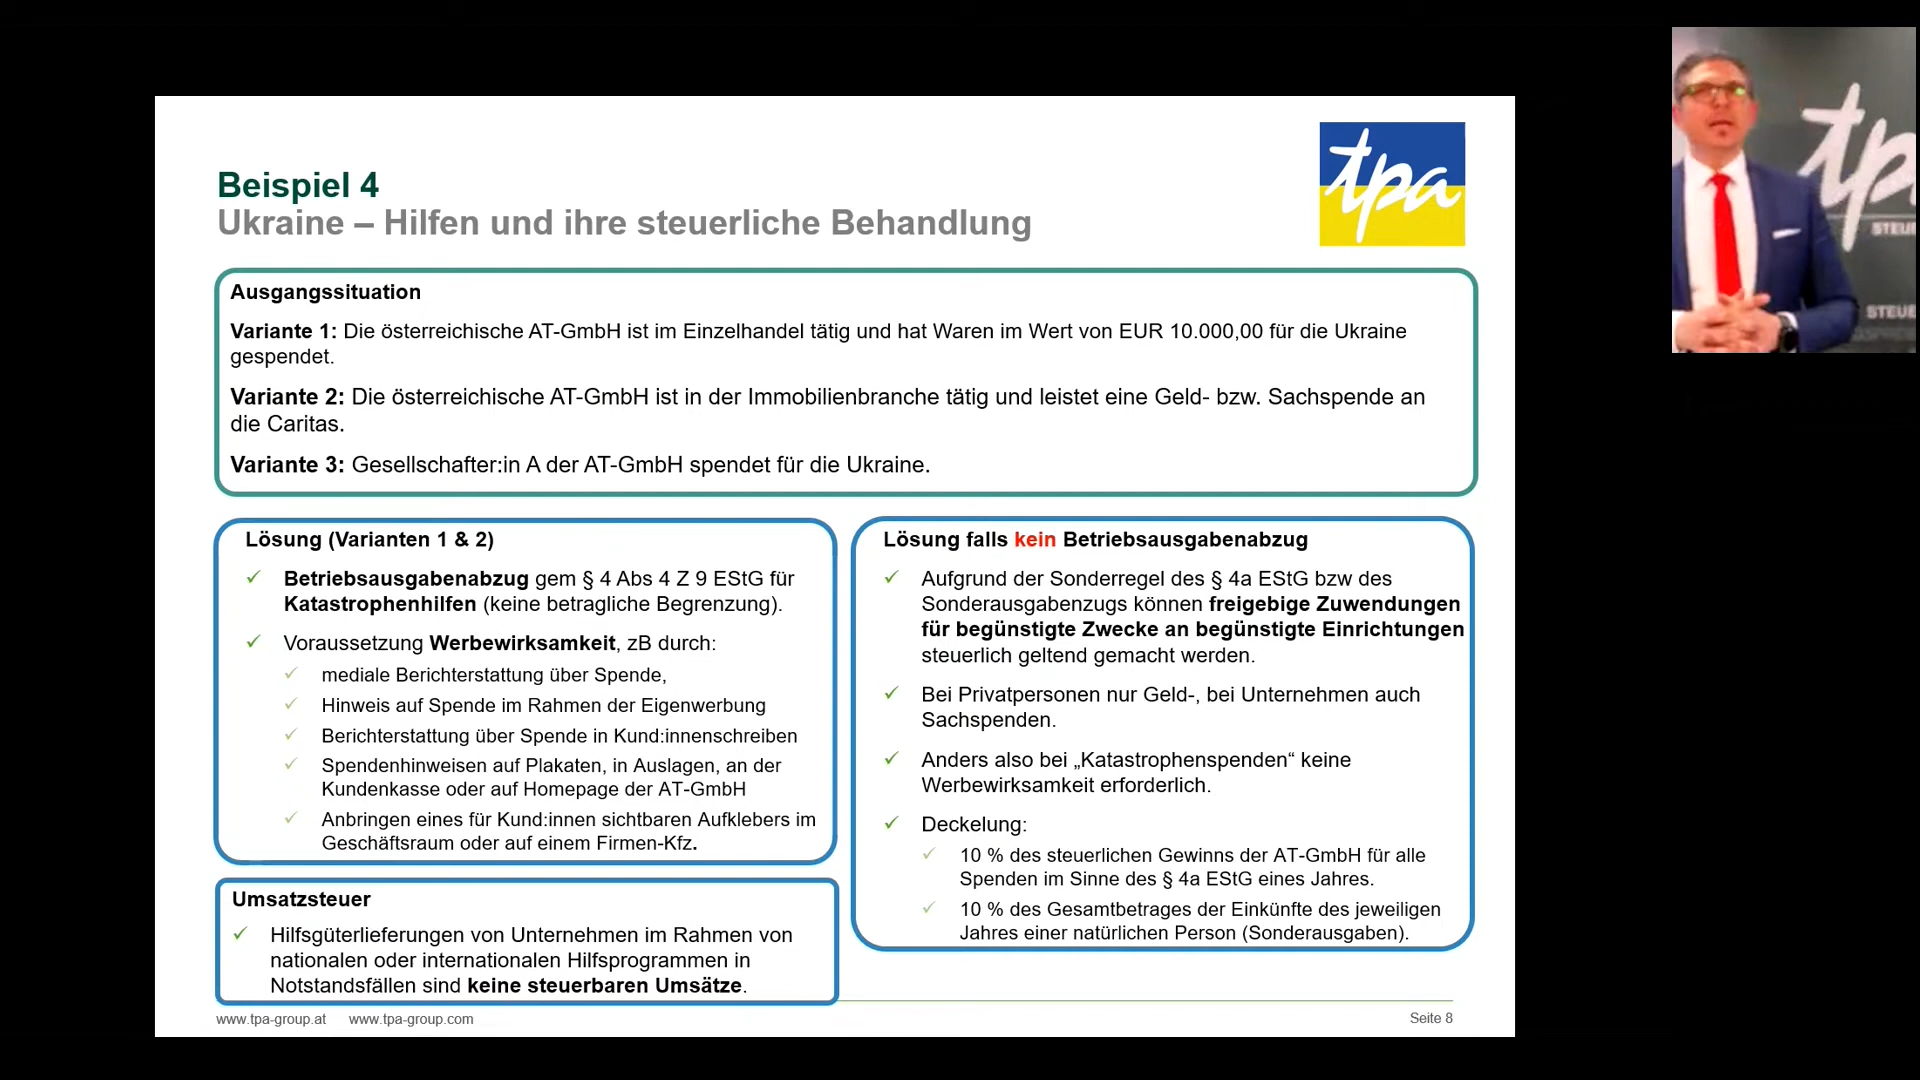 Beispiel 4
Ukraine – Hilfen und ihre steuerliche Behandlung
tpa
Ausgangssituation
Variante 1: Die österreichische AT-GmbH ist im Einzelhandel tätig und hat Waren im Wert von EUR 10.000,00 für die Ukraine
gespendet.
Variante 2: Die österreichische AT-GmbH ist in der Immobilienbranche tätig und leistet eine Geld- bzw. Sachspende an
die Caritas.
Variante 3: Gesellschafter:in A der AT-GmbH spendet für die Ukraine.
Lösung (Varianten 1 & 2)
Betriebsausgabenabzug gem § 4 Abs 4 Z 9 EStG für
Katastrophenhilfen (keine betragliche Begrenzung).
Voraussetzung Werbewirksamkeit, zB durch:
mediale Berichterstattung über Spende,
Hinweis auf Spende im Rahmen der Eigenwerbung
Berichterstattung über Spende in Kund:innenschreiben
Spendenhinweisen auf Plakaten, in Auslagen, an der
Kundenkasse oder auf Homepage der AT-GmbH
Anbringen eines für Kund:innen sichtbaren Aufklebers im
Geschäftsraum oder auf einem Firmen-Kfz.
Umsatzsteuer
Hilfsgüterlieferungen von Unternehmen im Rahmen von
nationalen oder internationalen Hilfsprogrammen in
Notstandsfällen sind keine steuerbaren Umsätze.
Lösung falls kein Betriebsausgabenabzug
Aufgrund der Sonderregel des § 4a EStG bzw des
Sonderausgabenzugs können freigebige Zuwendungen
für begünstigte Zwecke an begünstigte Einrichtungen
steuerlich geltend gemacht werden.
Bei Privatpersonen nur Geld-, bei Unternehmen auch
Sachspenden.
Anders also bei „Katastrophenspenden“ keine
Werbewirksamkeit erforderlich.
Deckelung:
10 % des steuerlichen Gewinns der AT-GmbH für alle
Spenden im Sinne des § 4a EStG eines Jahres.
10 % des Gesamtbetrages der Einkünfte des jeweiligen
Jahres einer natürlichen Person (Sonderausgaben).
www.tpa-group.at www.tpa-group.com
Seite 8
tpa
STEUE
STEUE